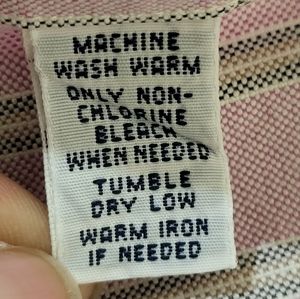 MACHINE
WASH WARM
ONLY NON-
CHLORINE
BLEACH
WHEN NEEDED
TUMBLE
DRY LOW
WARM IRON
IF NEEDED